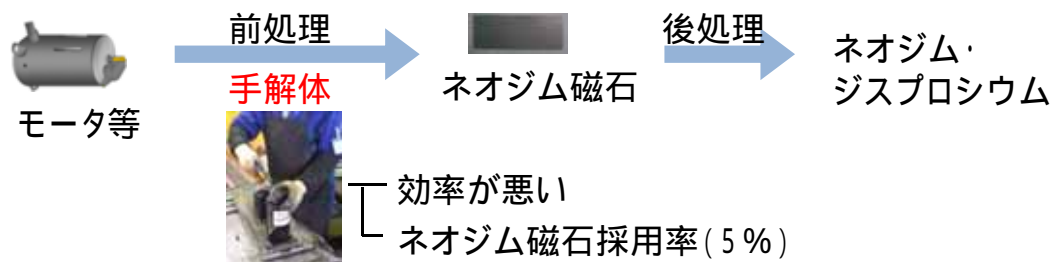 前処理
後処理
手解体
ネオジム磁石
ネオジム・
ジスプロシウム
モータ等
効率が悪い
ネオジム磁石採用率(5%)